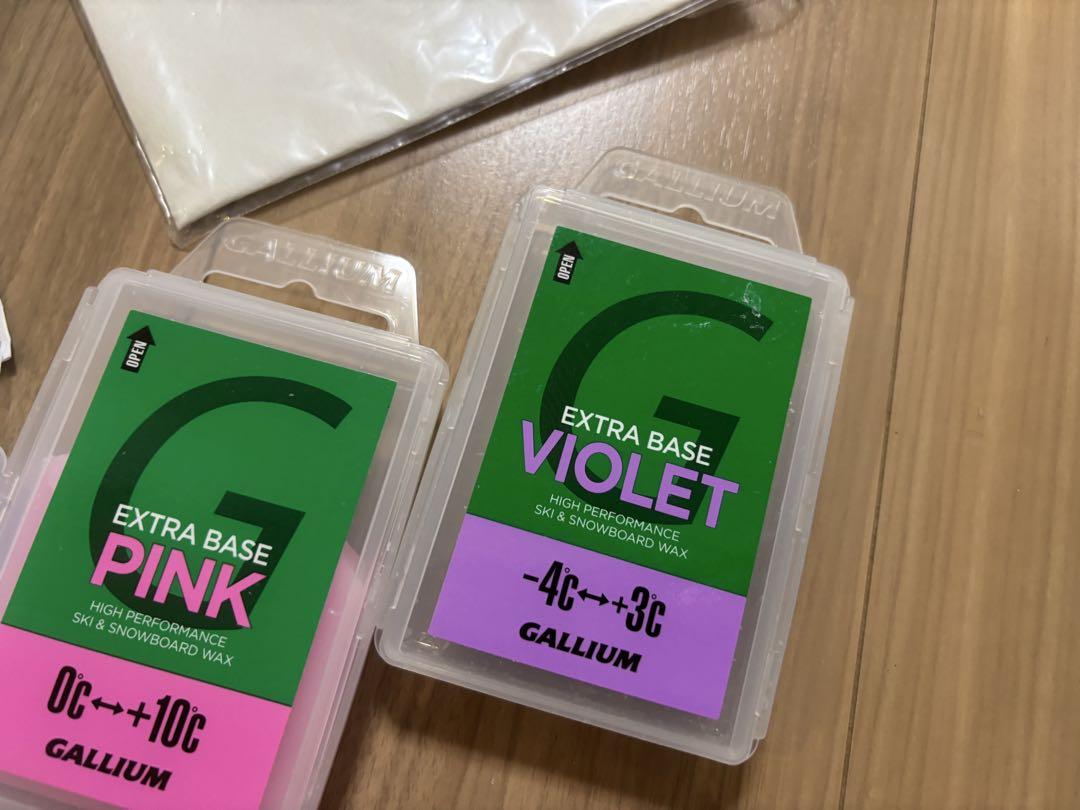 GALLIUM
OPEN
EXTRA BASE
PINK
HIGH PERFORMANCE
SKI & SNOWBOARD WAX
0℃↔+10℃
GALLIUM
GALLIUM
OPEN
EXTRA BASE
VIOLET
HIGH PERFORMANCE
SKI & SNOWBOARD WAX
-4℃↔+3℃
GALLIUM